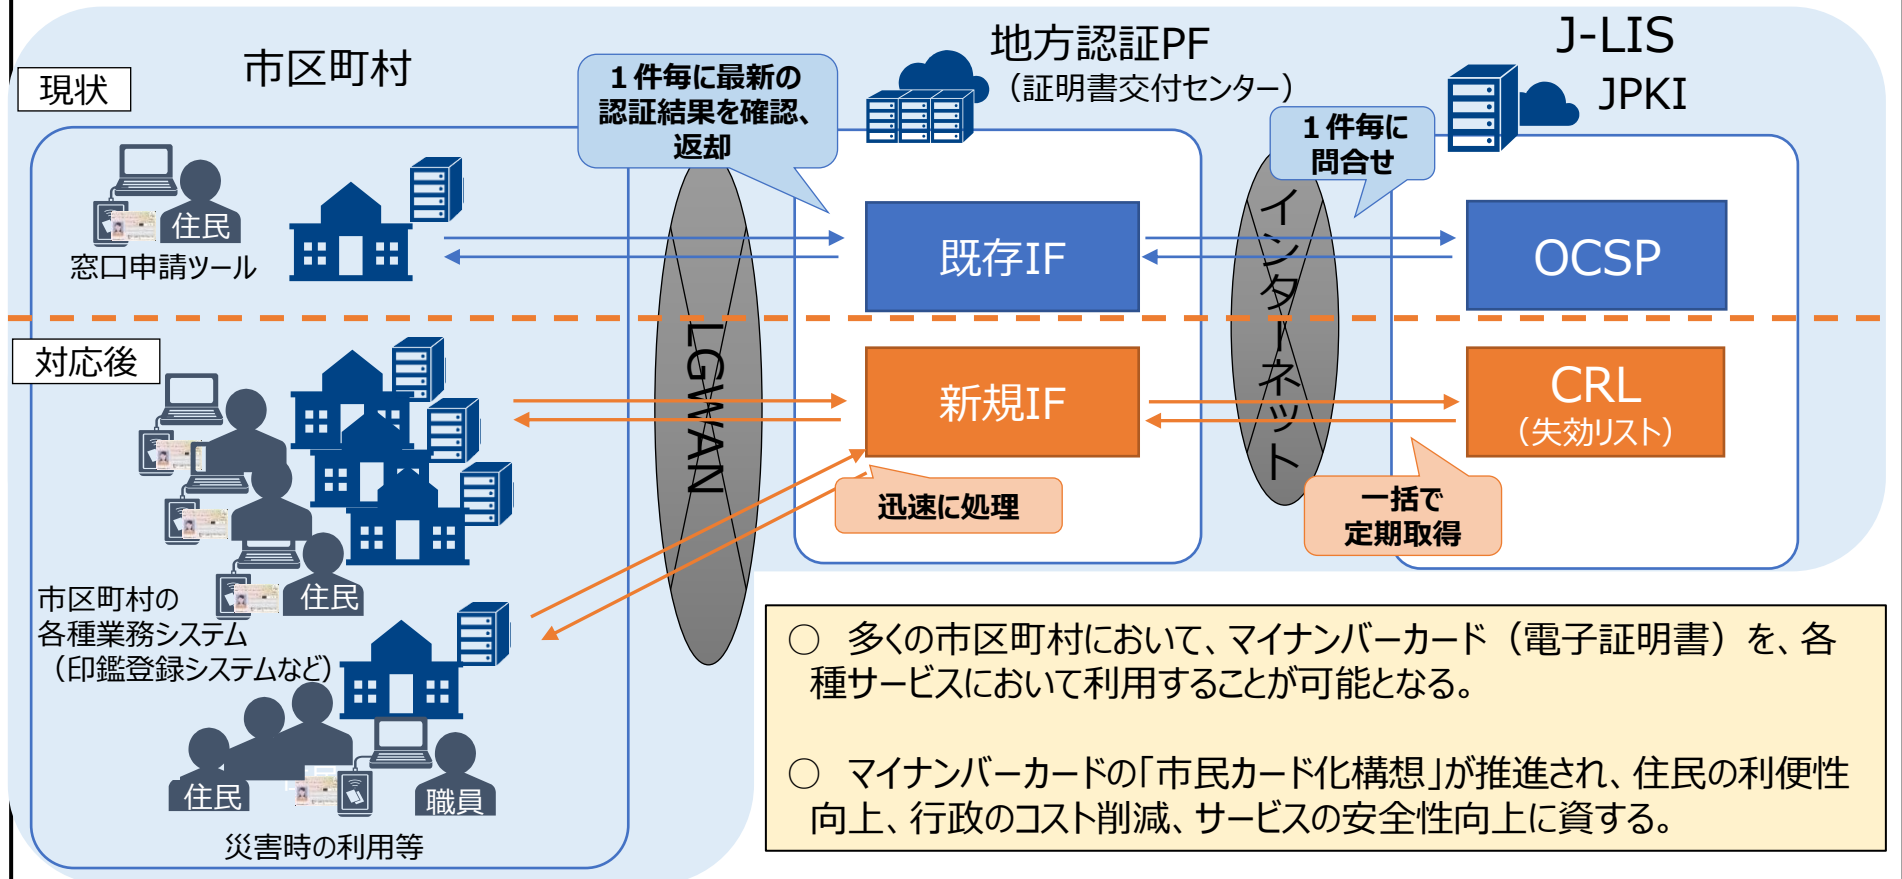 市区町村
地方認証PF
（証明書交付センター）
J-LIS
JPKI
現状
１件毎に最新の
認証結果を確認、
返却
１件毎に
問合せ
住民
窓口申請ツール
既存IF
インターネット
OCSP
対応後
LGWAN
新規IF
CRL
（失効リスト）
迅速に処理
一括で
定期取得
住民
市区町村の
各種業務システム
（印鑑登録システムなど）
住民
職員
災害時の利用等
○　多くの市区町村において、マイナンバーカード（電子証明書）を、各
種サービスにおいて利用することが可能となる。
○　マイナンバーカードの「市民カード化構想」が推進され、住民の利便性
向上、行政のコスト削減、サービスの安全性向上に資する。